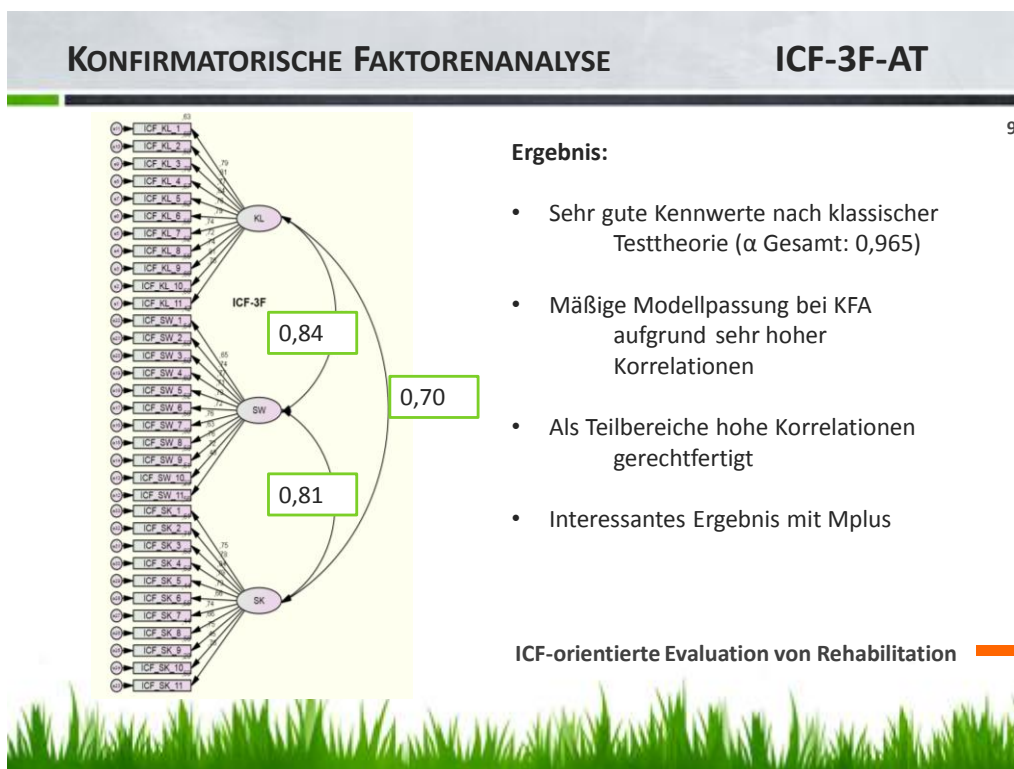 KONFIRMATORISCHE FAKTORENANALYSE ICF-3F-AT
9
ICF_KL_1
ICF_KL_2
ICF_KL_3
ICF_KL_4
ICF_KL_5
ICF_KL_6
ICF_KL_7
ICF_KL_8
ICF_KL_9
ICF_KL_10
ICF_KL_11
ICF_SW_1
ICF_SW_2
ICF_SW_3
ICF_SW_4
ICF_SW_5
ICF_SW_6
ICF_SW_7
ICF_SW_8
ICF_SW_9
ICF_SW_10
ICF_SW_11
ICF_SK_1
ICF_SK_2
ICF_SK_3
ICF_SK_4
ICF_SK_5
ICF_SK_6
ICF_SK_7
ICF_SK_8
ICF_SK_9
ICF_SK_10
ICF_SK_11
KL
ICF-3F
0,84
0,70
SW
0,81
SK
Ergebnis:
• Sehr gute Kennwerte nach klassischer
Testtheorie (α Gesamt: 0,965)
• Mäßige Modellpassung bei KFA
aufgrund sehr hoher
Korrelationen
• Als Teilbereiche hohe Korrelationen
gerechtfertigt
• Interessantes Ergebnis mit Mplus
ICF-orientierte Evaluation von Rehabilitation